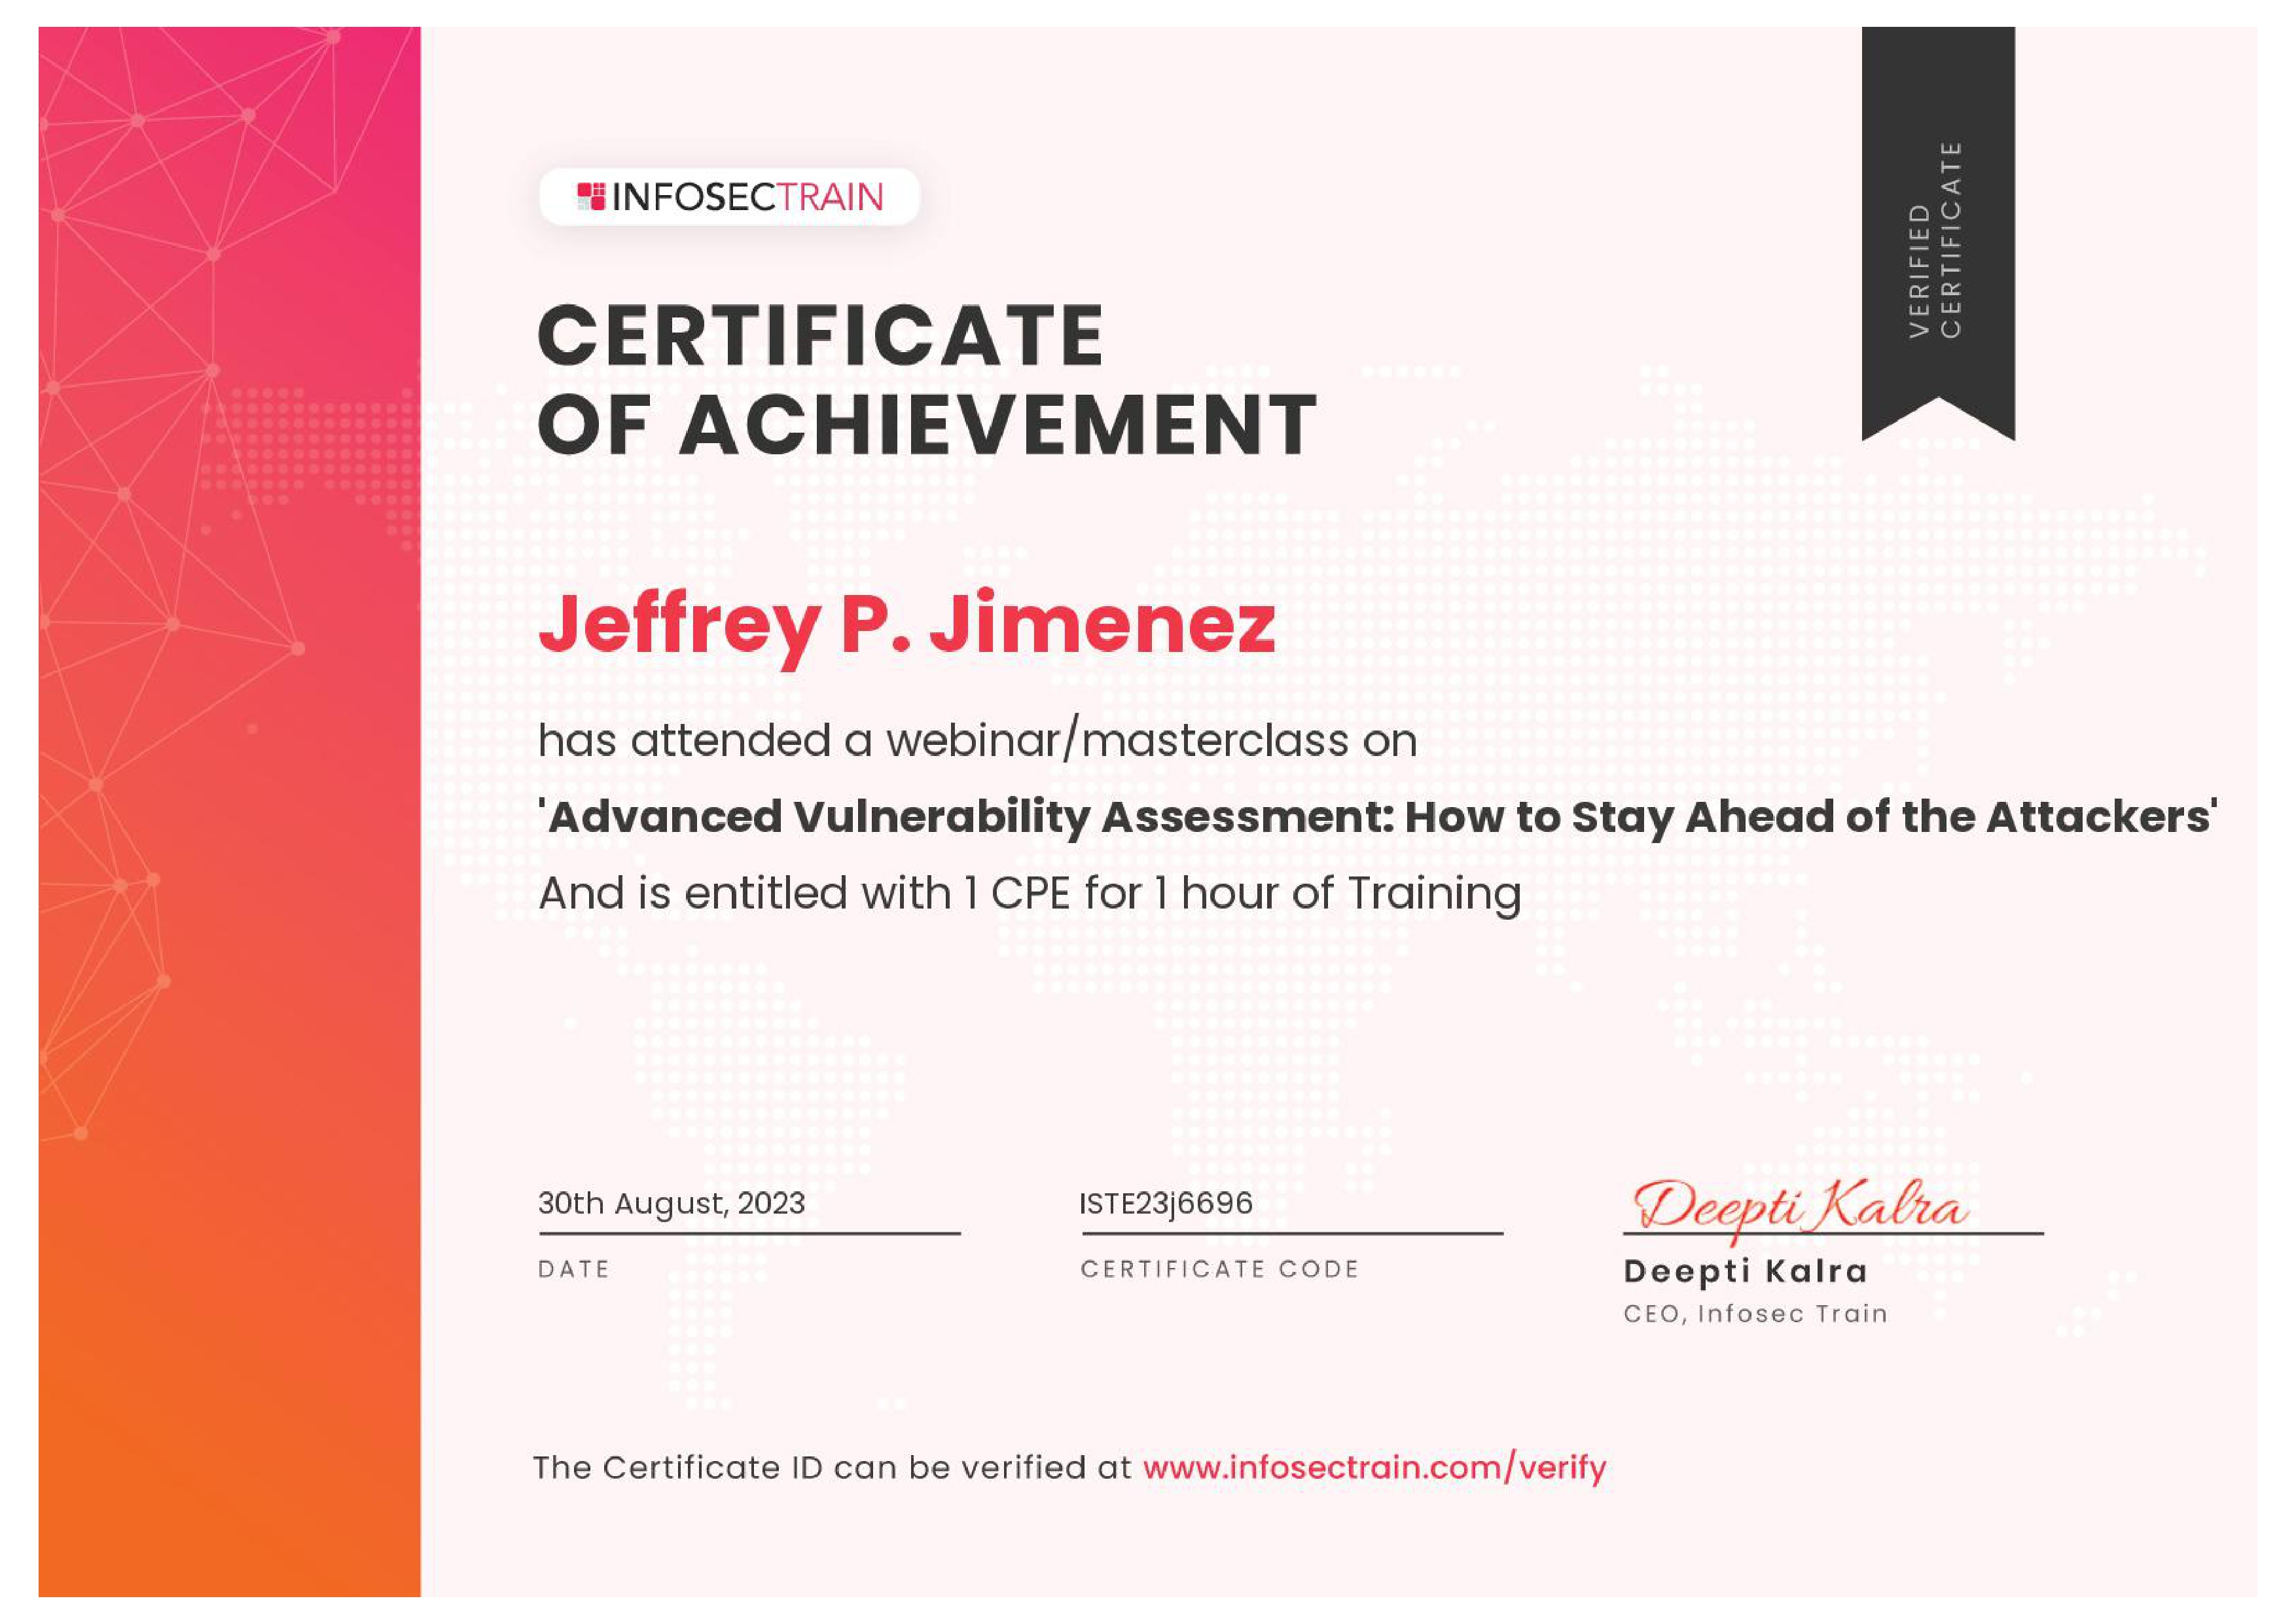 INFOSECTRAIN
VERIFIED
CERTIFICATE
CERTIFICATE
OF ACHIEVEMENT
Jeffrey P. Jimenez
has attended a webinar/masterclass on
'Advanced Vulnerability Assessment: How to Stay Ahead of the Attackers'
And is entitled with 1 CPE for 1 hour of Training
30th August, 2023
DATE
ISTE23j6696
CERTIFICATE CODE
Deepti Kalra
Deepti Kalra
CEO, Infosec Train
The Certificate ID can be verified at www.infosectrain.com/verify